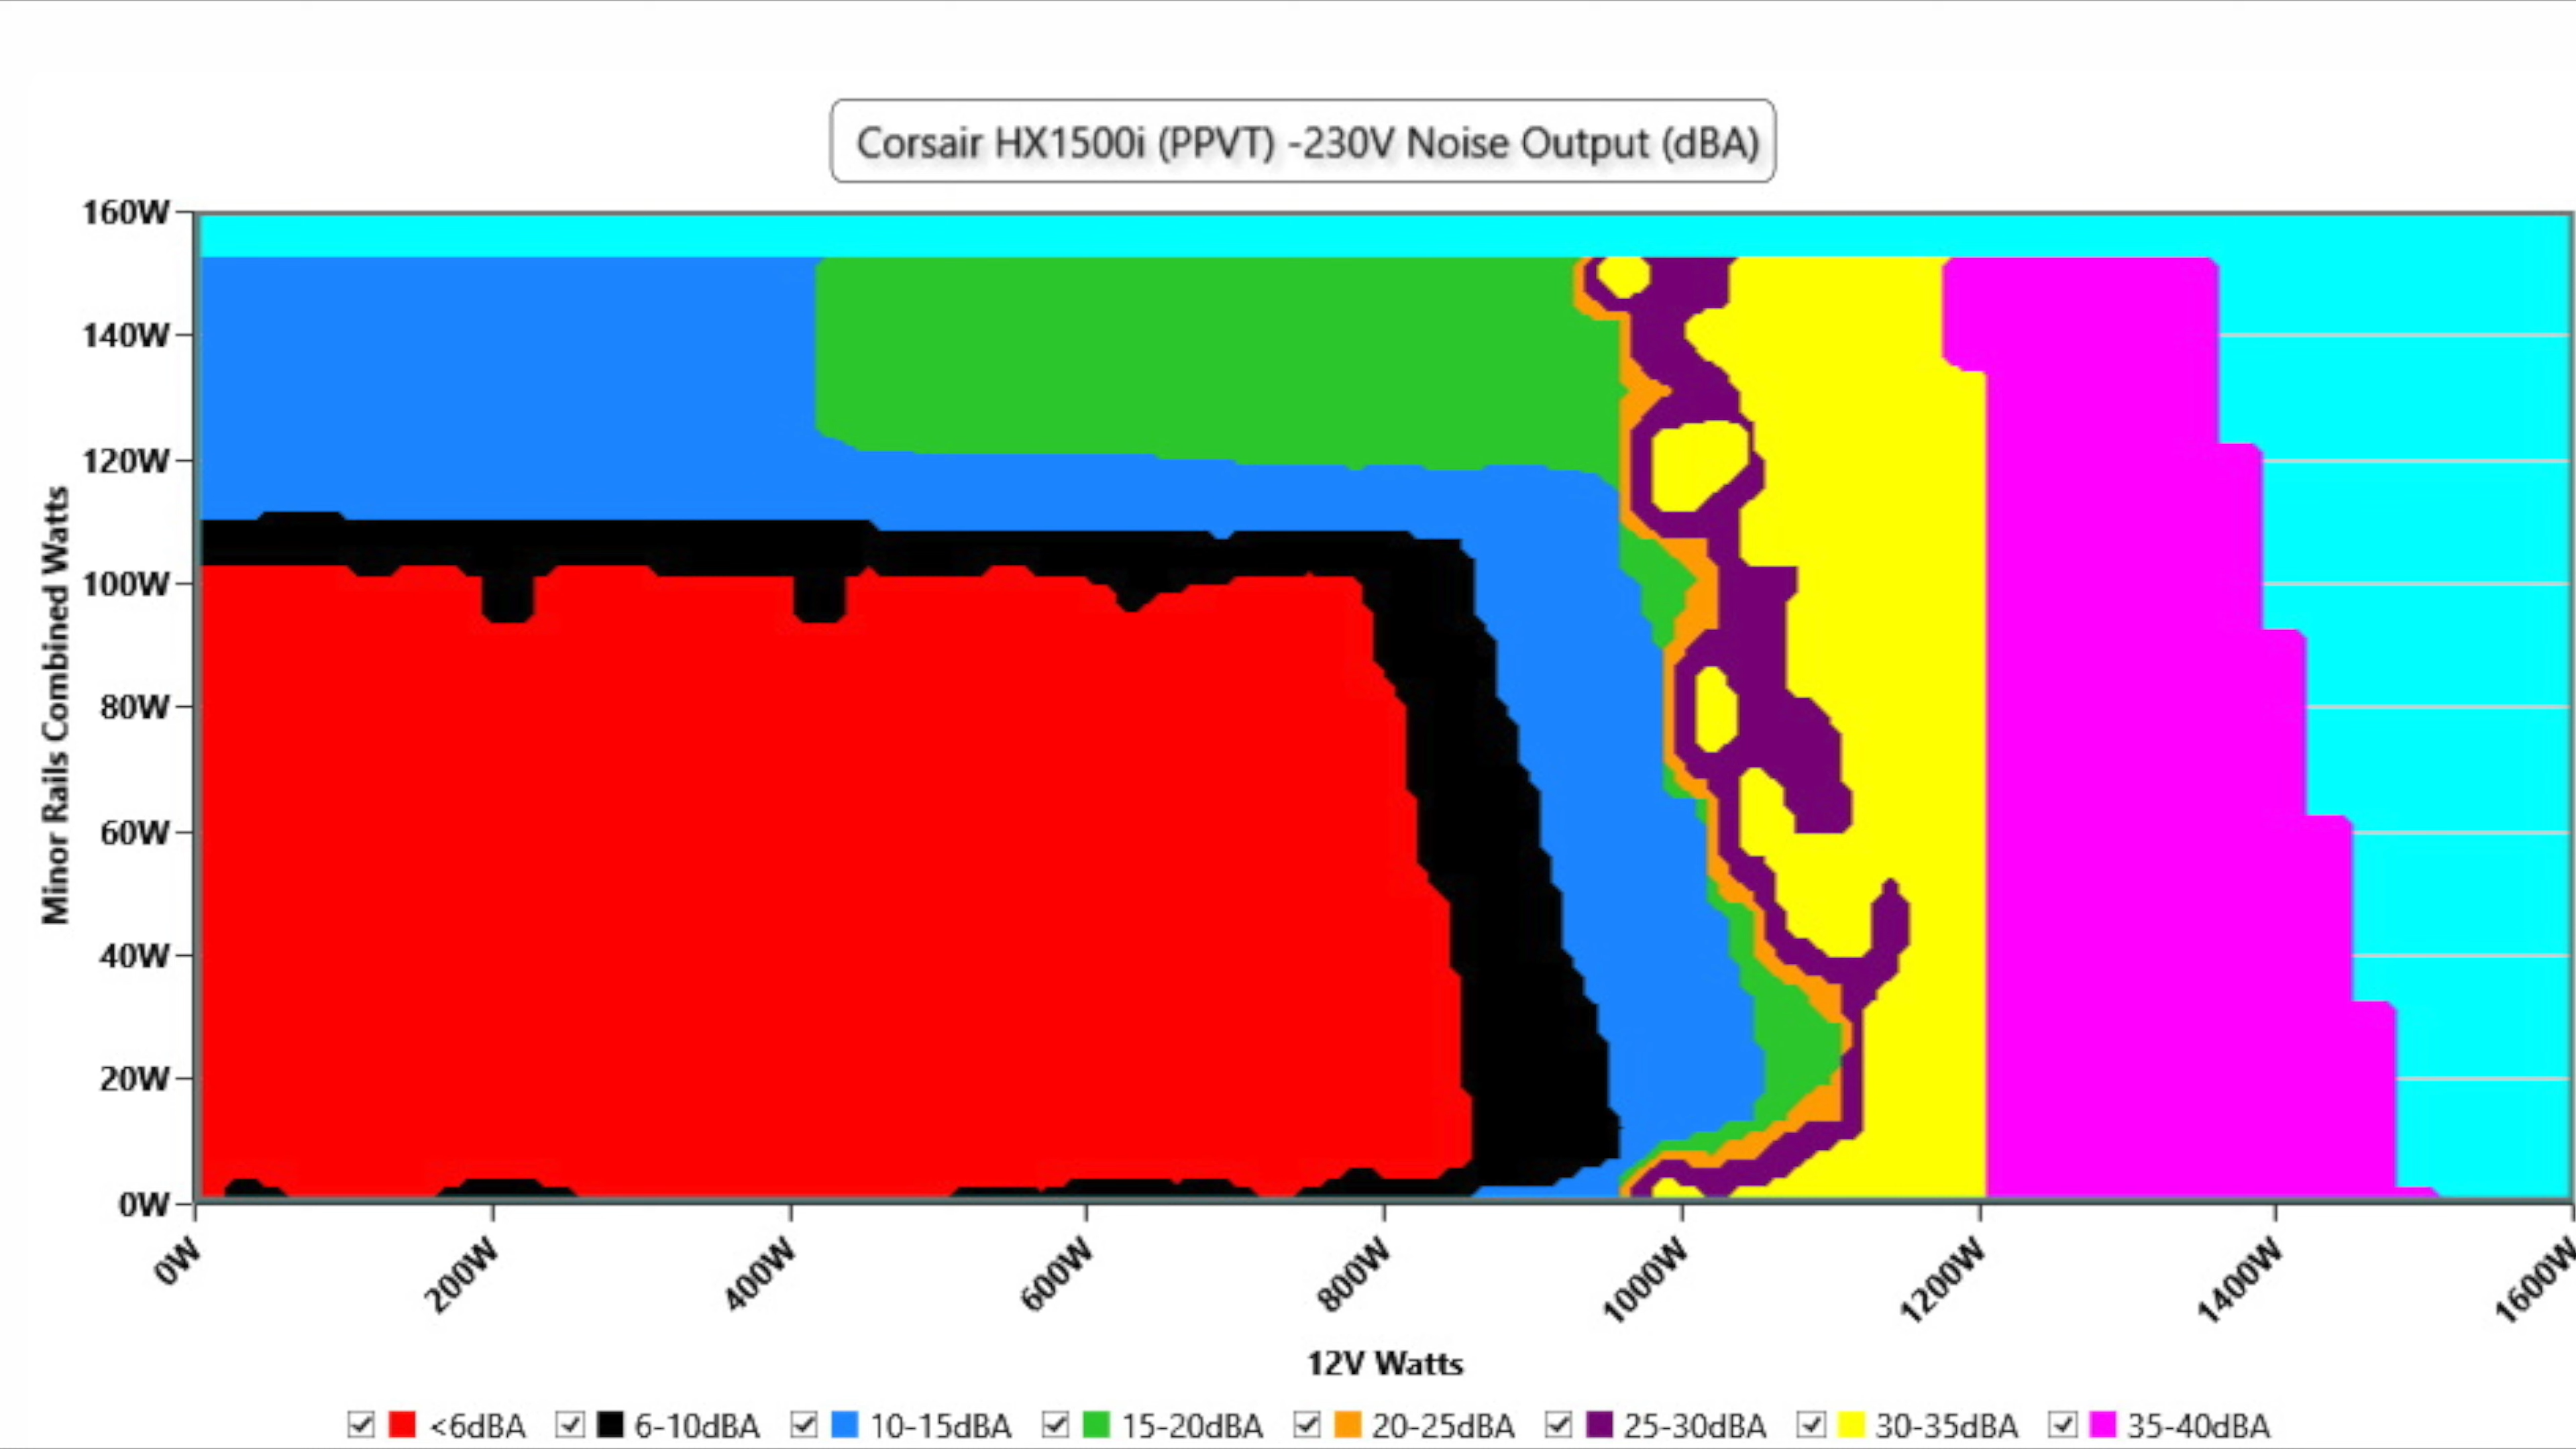 Corsair HX1500i (PPVT) -230V Noise Output (dBA)
160W
140W
120W
100W
80W
60W
40W
20W
0W
Minor Rails Combined Watts
0W
200W
400W
600W
800W
1000W
1200W
1400W
1600W
12V Watts
<6dBA 6-10dBA 10-15dBA 15-20dBA 20-25dBA 25-30dBA 30-35dBA 35-40dBA